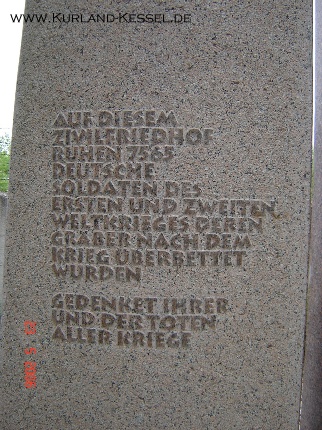 www.Kurland-Kessel.de
AUF DIESEM
ZIVILFRIEDHOF
RUHEN 7565
DEUTSCHE
SOLDATEN DES
ERSTEN UND ZWEITEN
WELTKRIEGES DEREN
GRÄBER NACH DEM
KRIEG ÜBERBETTET
WURDEN
GEDENKET IHRER
UND DER TOTEN
ALLER KRIEGE